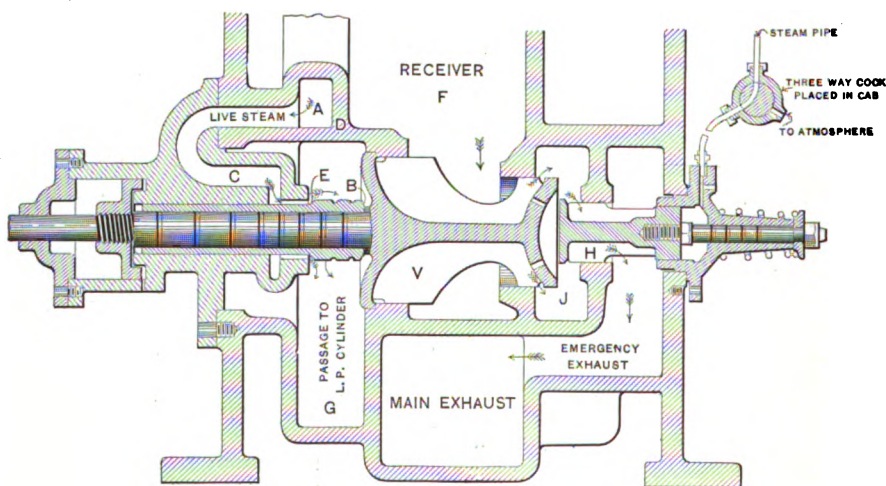 STEAM PIPE
RECEIVER
F
THREE WAY COCK
PLACED IN CAB
LIVE STEAM
A
D
TO ATMOSPHERE
C
E
B
V
H
J
PASSAGE TO
L.P. CYLINDER
G
EMERGENCY
EXHAUST
MAIN EXHAUST